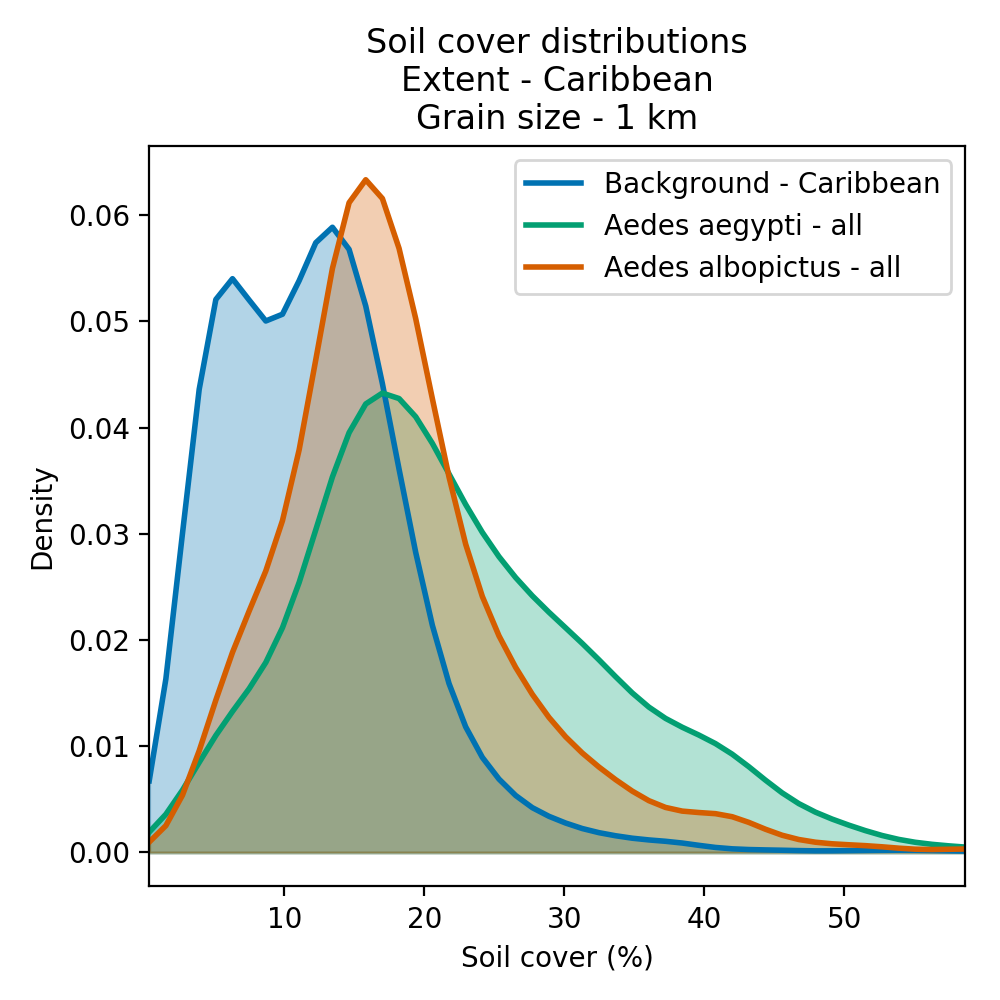 Soil cover distributions
Extent - Caribbean
Grain size - 1 km
Background - Caribbean
Aedes aegypti - all
Aedes albopictus - all
0.06
0.05
0.04
0.03
0.02
0.01
0.00
Density
10 20 30 40 50
Soil cover (%)